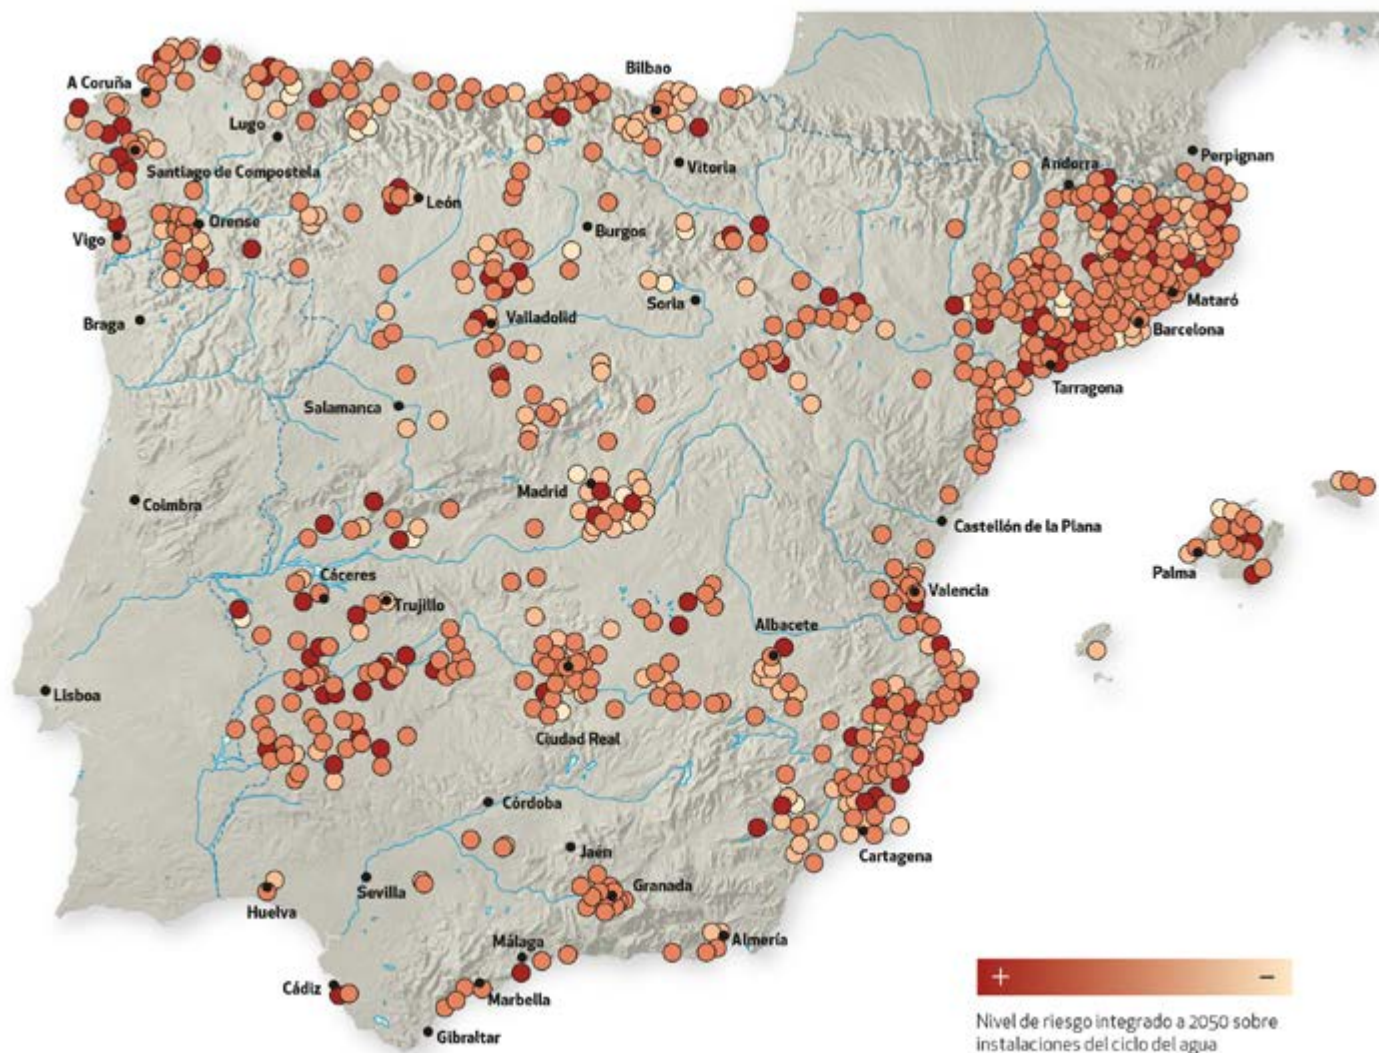 Bilbao
A Coruña
Lugo
Santiago de Compostela
Vitoria
Andorra
Perpignan
León
Orense
Vigo
Burgos
Soria
Mataró
Braga
Valladolid
Barcelona
Tarragona
Salamanca
Madrid
Coimbra
Castellón de la Plana
Palma
Cáceres
Trujillo
Valencia
Albacete
Lisboa
Ciudad Real
Córdoba
Jaén
Cartagena
Sevilla
Granada
Huelva
Málaga
Almería
Cádiz
Marbella
Gibraltar
+ −
Nivel de riesgo integrado a 2050 sobre
instalaciones del ciclo del agua